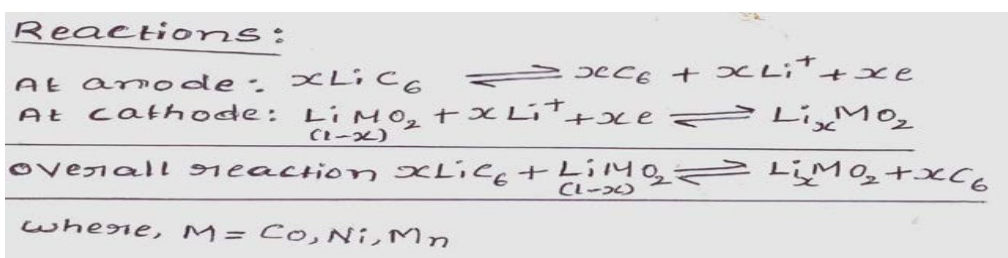 Reactions:
At anode: xLiC₆ ⇌ xC₆ + xLi⁺ + xe
At cathode: Li(1-x)MO₂ + xLi⁺ + xe ⇌ LiₓMO₂
Overall reaction xLiC₆ + Li(1-x)MO₂ ⇌ LiₓMO₂ + xC₆
where, M = Co, Ni, Mn